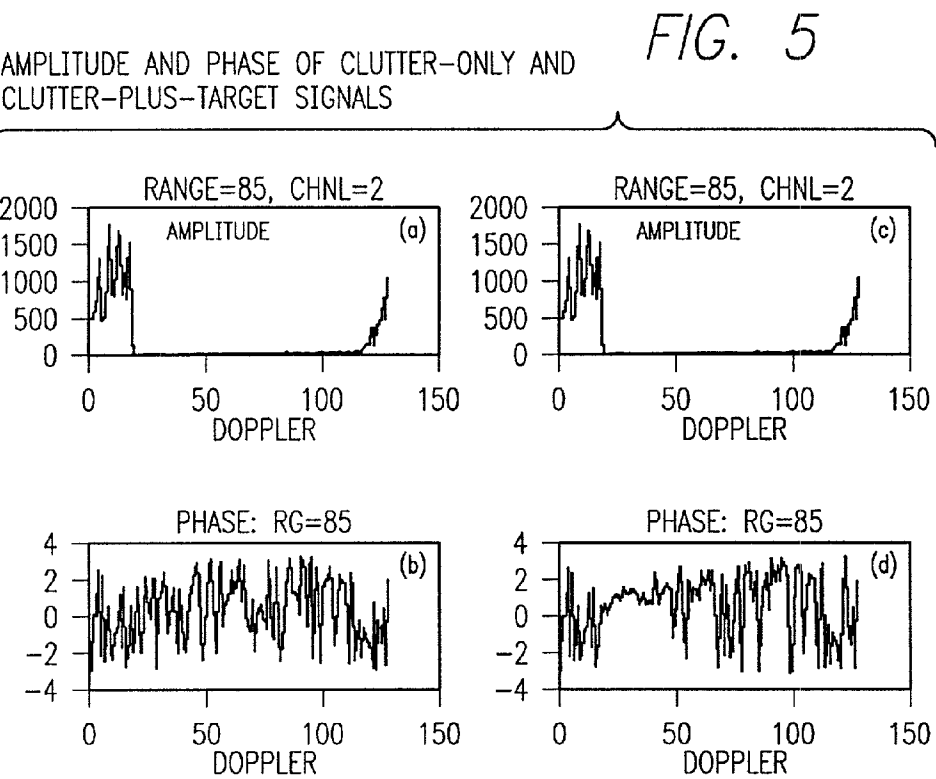 FIG. 5
AMPLITUDE AND PHASE OF CLUTTER-ONLY AND
CLUTTER-PLUS-TARGET SIGNALS
RANGE=85, CHNL=2
2000
1500
1000
500
0
AMPLITUDE
(a)
0 50 100 150
DOPPLER
RANGE=85, CHNL=2
2000
1500
1000
500
0
AMPLITUDE
(c)
0 50 100 150
DOPPLER
PHASE: RG=85
4
2
0
-2
-4
(b)
0 50 100 150
DOPPLER
PHASE: RG=85
4
2
0
-2
-4
(d)
0 50 100 150
DOPPLER